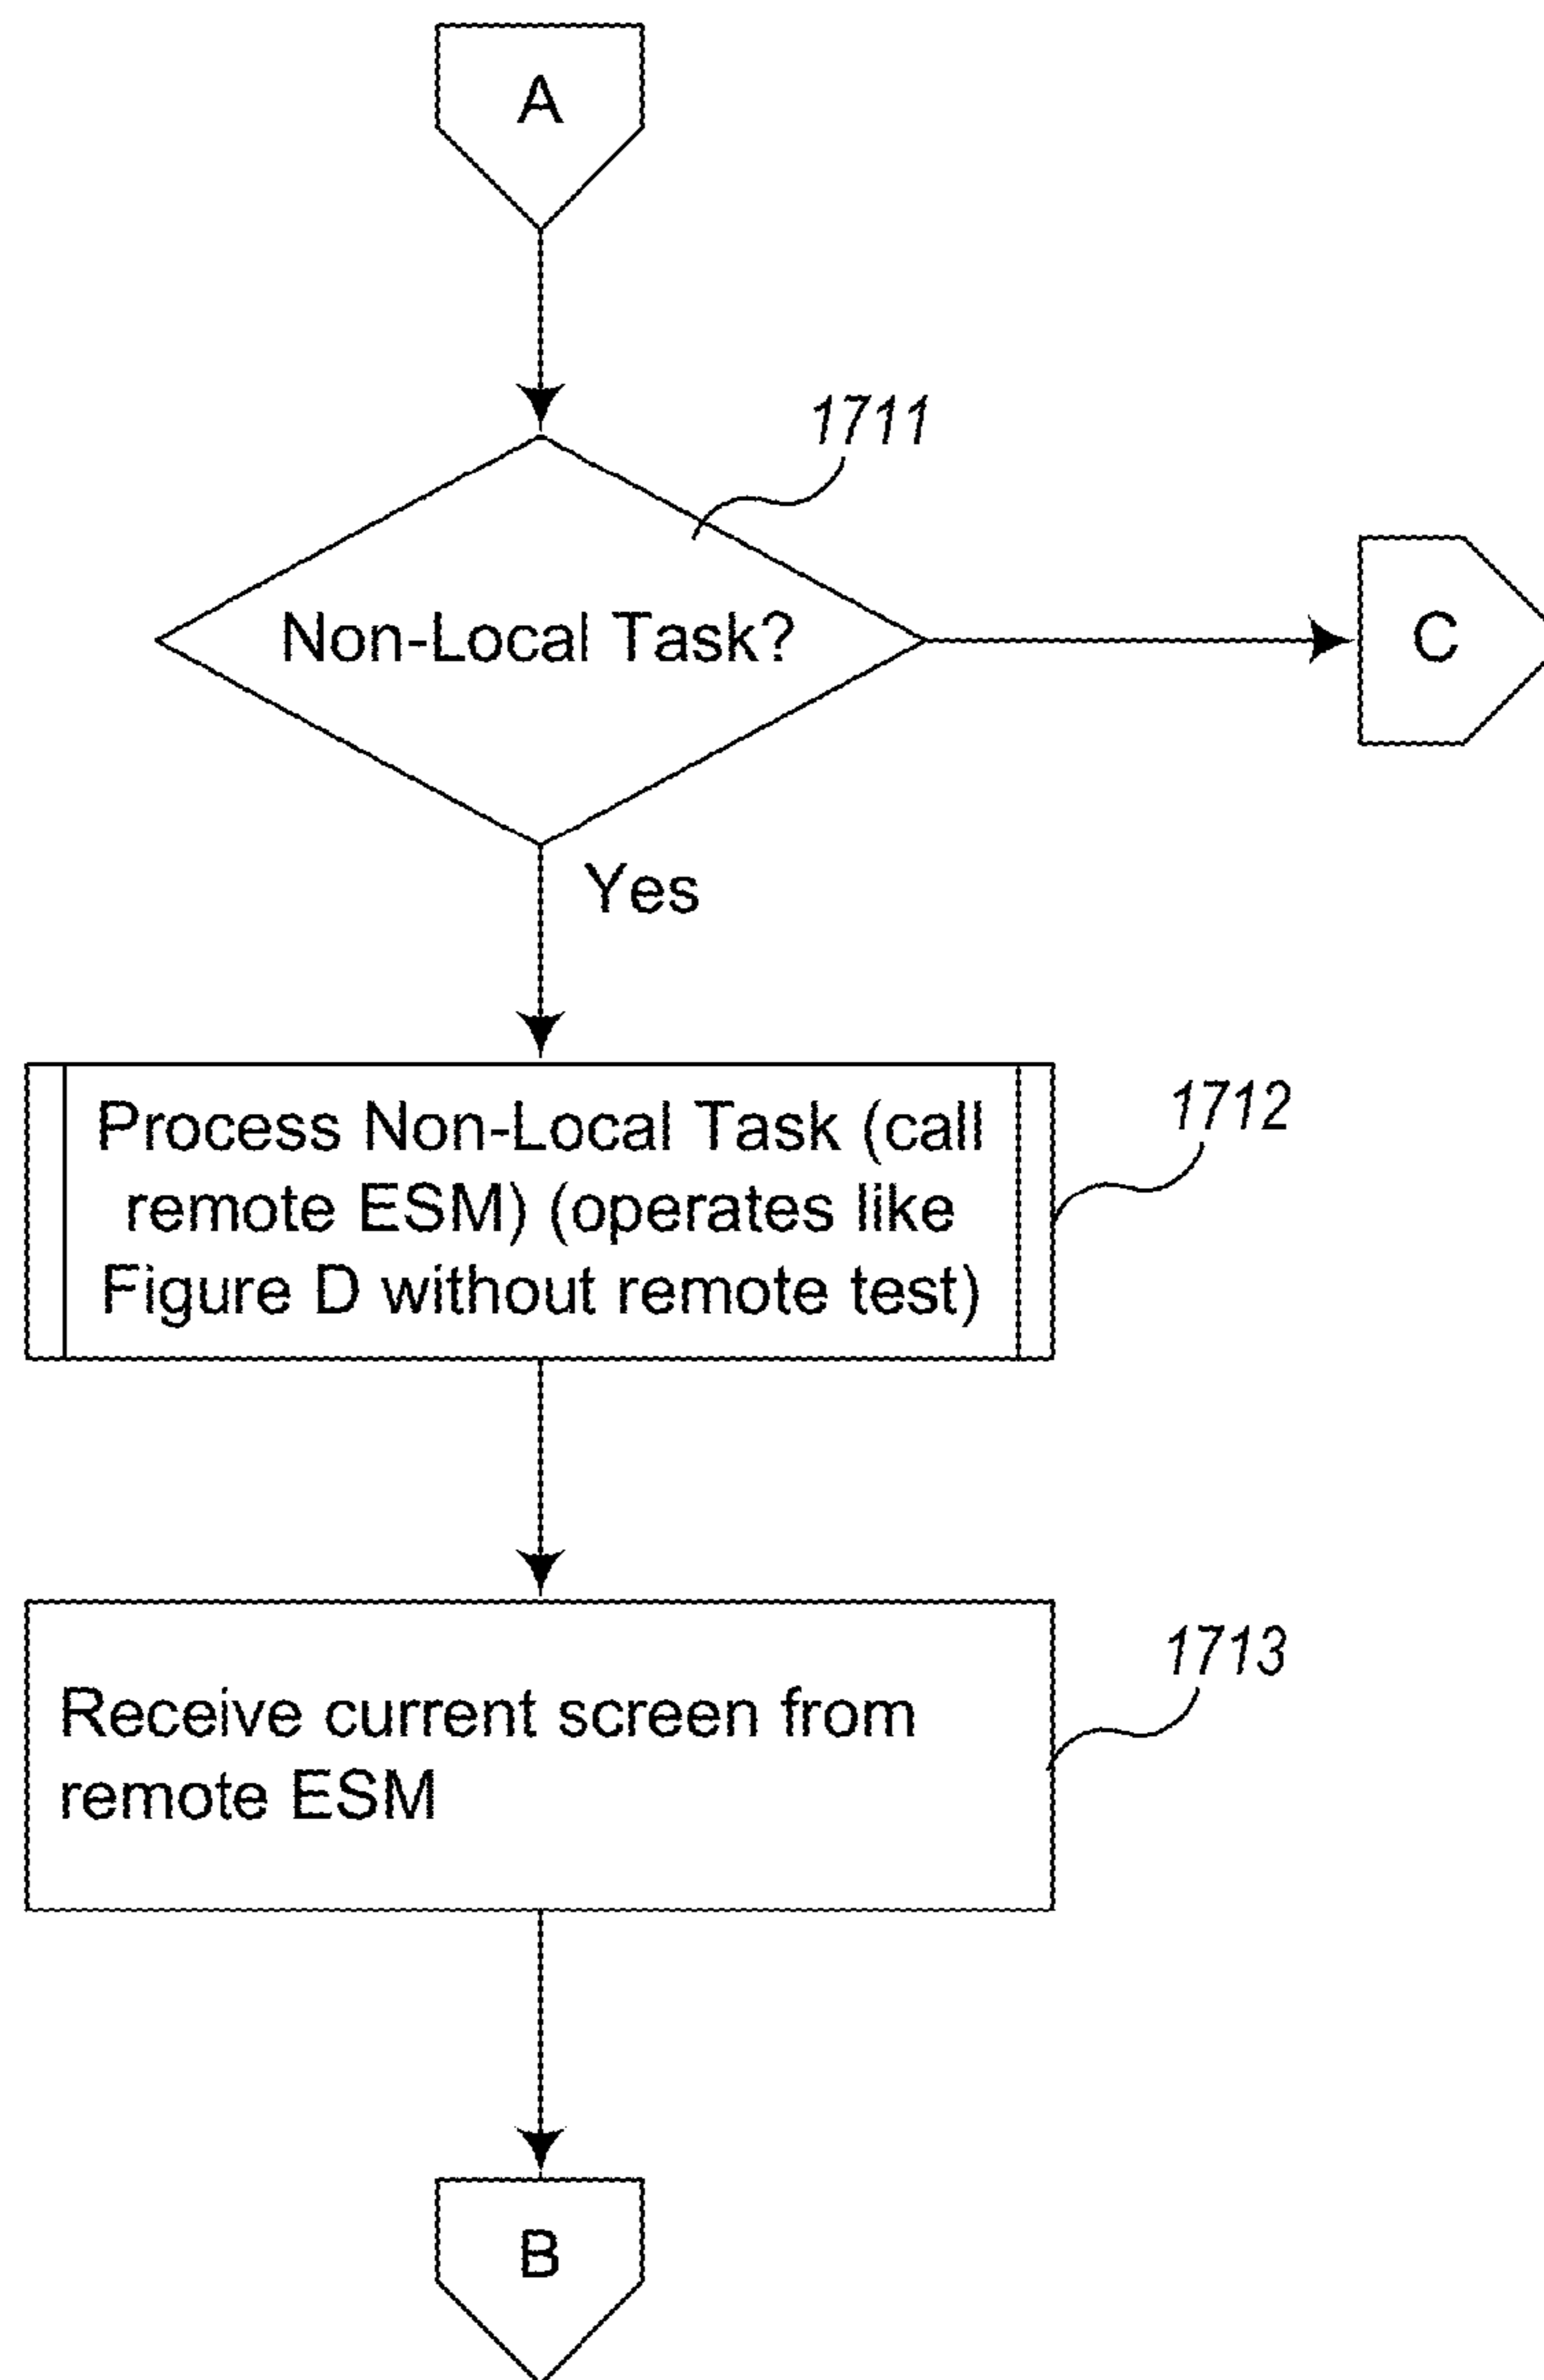 A
1711
Non-Local Task?
C
Yes
Process Non-Local Task (call
remote ESM) (operates like
Figure D without remote test)
1712
Receive current screen from
remote ESM
1713
B